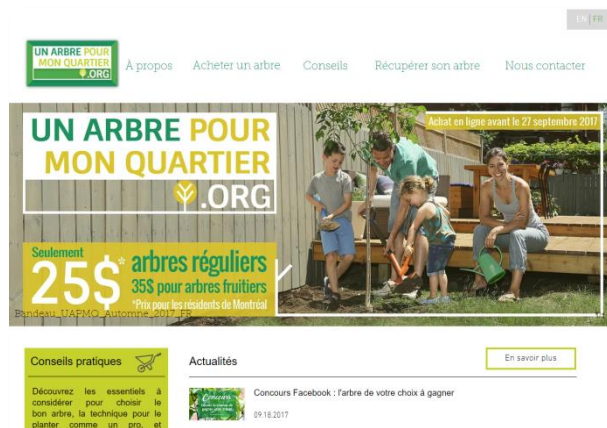 EN | FR
UN ARBRE POUR
MON QUARTIER
.ORG
À propos
Acheter un arbre
Conseils
Récupérer son arbre
Nous contacter
Achat en ligne avant le 27 septembre 2017
UN ARBRE POUR
MON QUARTIER
.ORG
Seulement
25$* arbres réguliers
35$ pour arbres fruitiers
*Prix pour les résidents de Montréal
Bandeau_UAPMQ_Automne_2017_FR
Conseils pratiques
Découvrez les essentiels à
considérer pour choisir le
bon arbre, la technique pour le
planter comme un pro, et
Actualités
En savoir plus
Concours
Concours Facebook : l'arbre de votre choix à gagner
09.18.2017